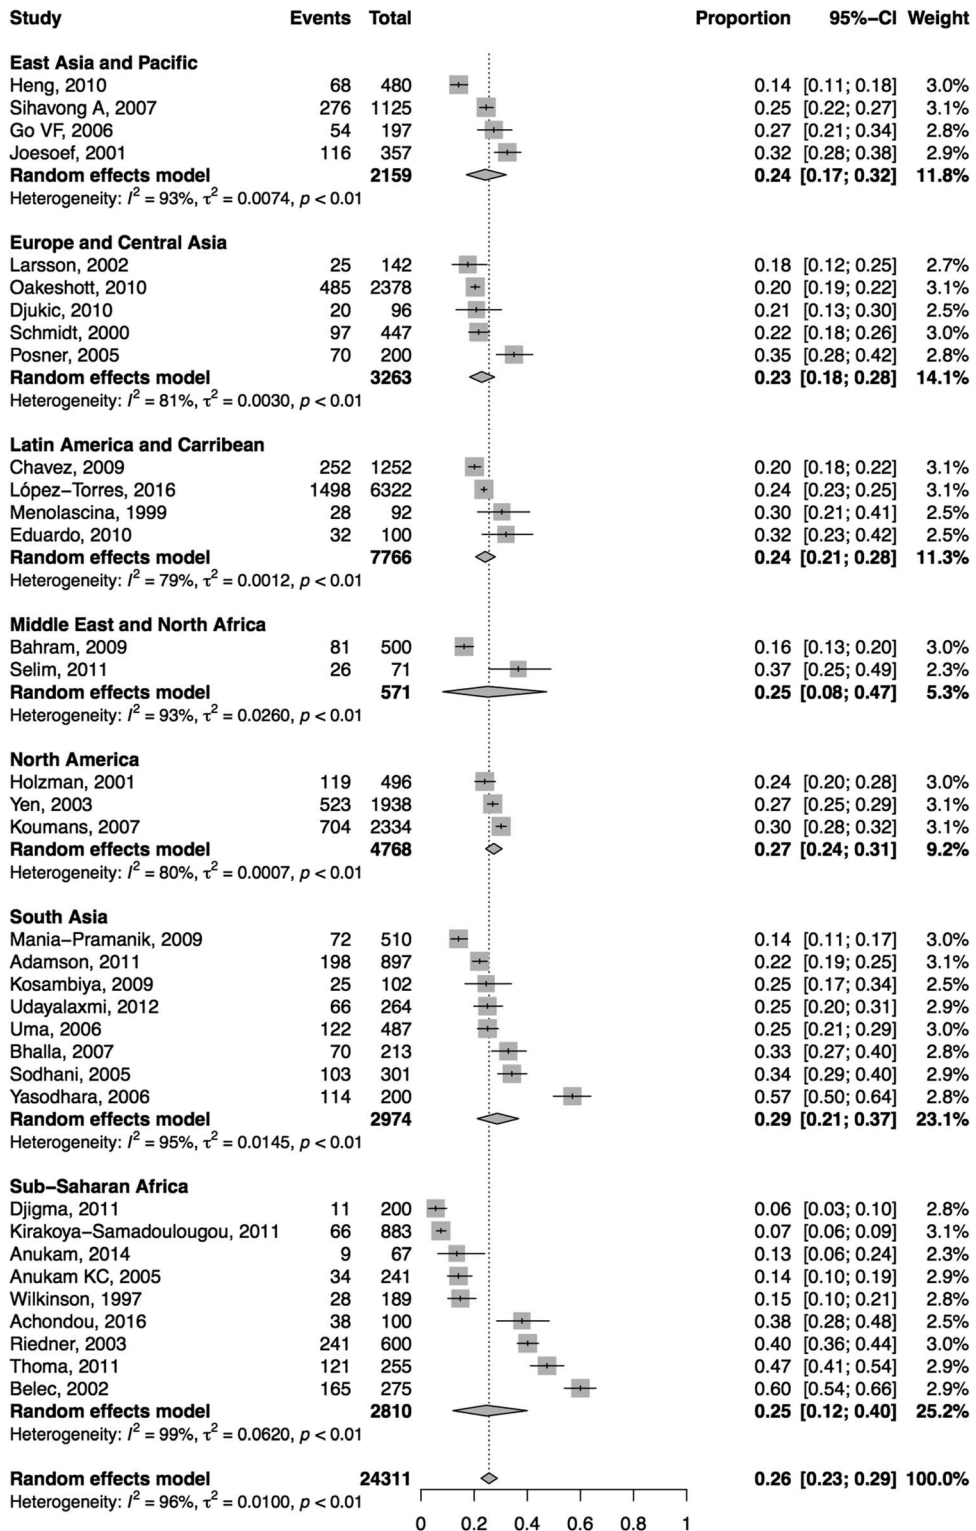 Study Events Total Proportion 95%−CI Weight
East Asia and Pacific
Heng, 2010 68 480 0.14 [0.11; 0.18] 3.0%
Sihavong A, 2007 276 1125 0.25 [0.22; 0.27] 3.1%
Go VF, 2006 54 197 0.27 [0.21; 0.34] 2.8%
Joesoef, 2001 116 357 0.32 [0.28; 0.38] 2.9%
Random effects model 2159 0.24 [0.17; 0.32] 11.8%
Heterogeneity: I² = 93%, τ² = 0.0074, p < 0.01
Europe and Central Asia
Larsson, 2002 25 142 0.18 [0.12; 0.25] 2.7%
Oakeshott, 2010 485 2378 0.20 [0.19; 0.22] 3.1%
Djukic, 2010 20 96 0.21 [0.13; 0.30] 2.5%
Schmidt, 2000 97 447 0.22 [0.18; 0.26] 3.0%
Posner, 2005 70 200 0.35 [0.28; 0.42] 2.8%
Random effects model 3263 0.23 [0.18; 0.28] 14.1%
Heterogeneity: I² = 81%, τ² = 0.0030, p < 0.01
Latin America and Carribean
Chavez, 2009 252 1252 0.20 [0.18; 0.22] 3.1%
López−Torres, 2016 1498 6322 0.24 [0.23; 0.25] 3.1%
Menolascina, 1999 28 92 0.30 [0.21; 0.41] 2.5%
Eduardo, 2010 32 100 0.32 [0.23; 0.42] 2.5%
Random effects model 7766 0.24 [0.21; 0.28] 11.3%
Heterogeneity: I² = 79%, τ² = 0.0012, p < 0.01
Middle East and North Africa
Bahram, 2009 81 500 0.16 [0.13; 0.20] 3.0%
Selim, 2011 26 71 0.37 [0.25; 0.49] 2.3%
Random effects model 571 0.25 [0.08; 0.47] 5.3%
Heterogeneity: I² = 93%, τ² = 0.0260, p < 0.01
North America
Holzman, 2001 119 496 0.24 [0.20; 0.28] 3.0%
Yen, 2003 523 1938 0.27 [0.25; 0.29] 3.1%
Koumans, 2007 704 2334 0.30 [0.28; 0.32] 3.1%
Random effects model 4768 0.27 [0.24; 0.31] 9.2%
Heterogeneity: I² = 80%, τ² = 0.0007, p < 0.01
South Asia
Mania−Pramanik, 2009 72 510 0.14 [0.11; 0.17] 3.0%
Adamson, 2011 198 897 0.22 [0.19; 0.25] 3.1%
Kosambiya, 2009 25 102 0.25 [0.17; 0.34] 2.5%
Udayalaxmi, 2012 66 264 0.25 [0.20; 0.31] 2.9%
Uma, 2006 122 487 0.25 [0.21; 0.29] 3.0%
Bhalla, 2007 70 213 0.33 [0.27; 0.40] 2.8%
Sodhani, 2005 103 301 0.34 [0.29; 0.40] 2.9%
Yasodhara, 2006 114 200 0.57 [0.50; 0.64] 2.8%
Random effects model 2974 0.29 [0.21; 0.37] 23.1%
Heterogeneity: I² = 95%, τ² = 0.0145, p < 0.01
Sub−Saharan Africa
Djigma, 2011 11 200 0.06 [0.03; 0.10] 2.8%
Kirakoya−Samadoulougou, 2011 66 883 0.07 [0.06; 0.09] 3.1%
Anukam, 2014 9 67 0.13 [0.06; 0.24] 2.3%
Anukam KC, 2005 34 241 0.14 [0.10; 0.19] 2.9%
Wilkinson, 1997 28 189 0.15 [0.10; 0.21] 2.8%
Achondou, 2016 38 100 0.38 [0.28; 0.48] 2.5%
Riedner, 2003 241 600 0.40 [0.36; 0.44] 3.0%
Thoma, 2011 121 255 0.47 [0.41; 0.54] 2.9%
Belec, 2002 165 275 0.60 [0.54; 0.66] 2.9%
Random effects model 2810 0.25 [0.12; 0.40] 25.2%
Heterogeneity: I² = 99%, τ² = 0.0620, p < 0.01
Random effects model 24311 0.26 [0.23; 0.29] 100.0%
Heterogeneity: I² = 96%, τ² = 0.0100, p < 0.01
0 0.2 0.4 0.6 0.8 1